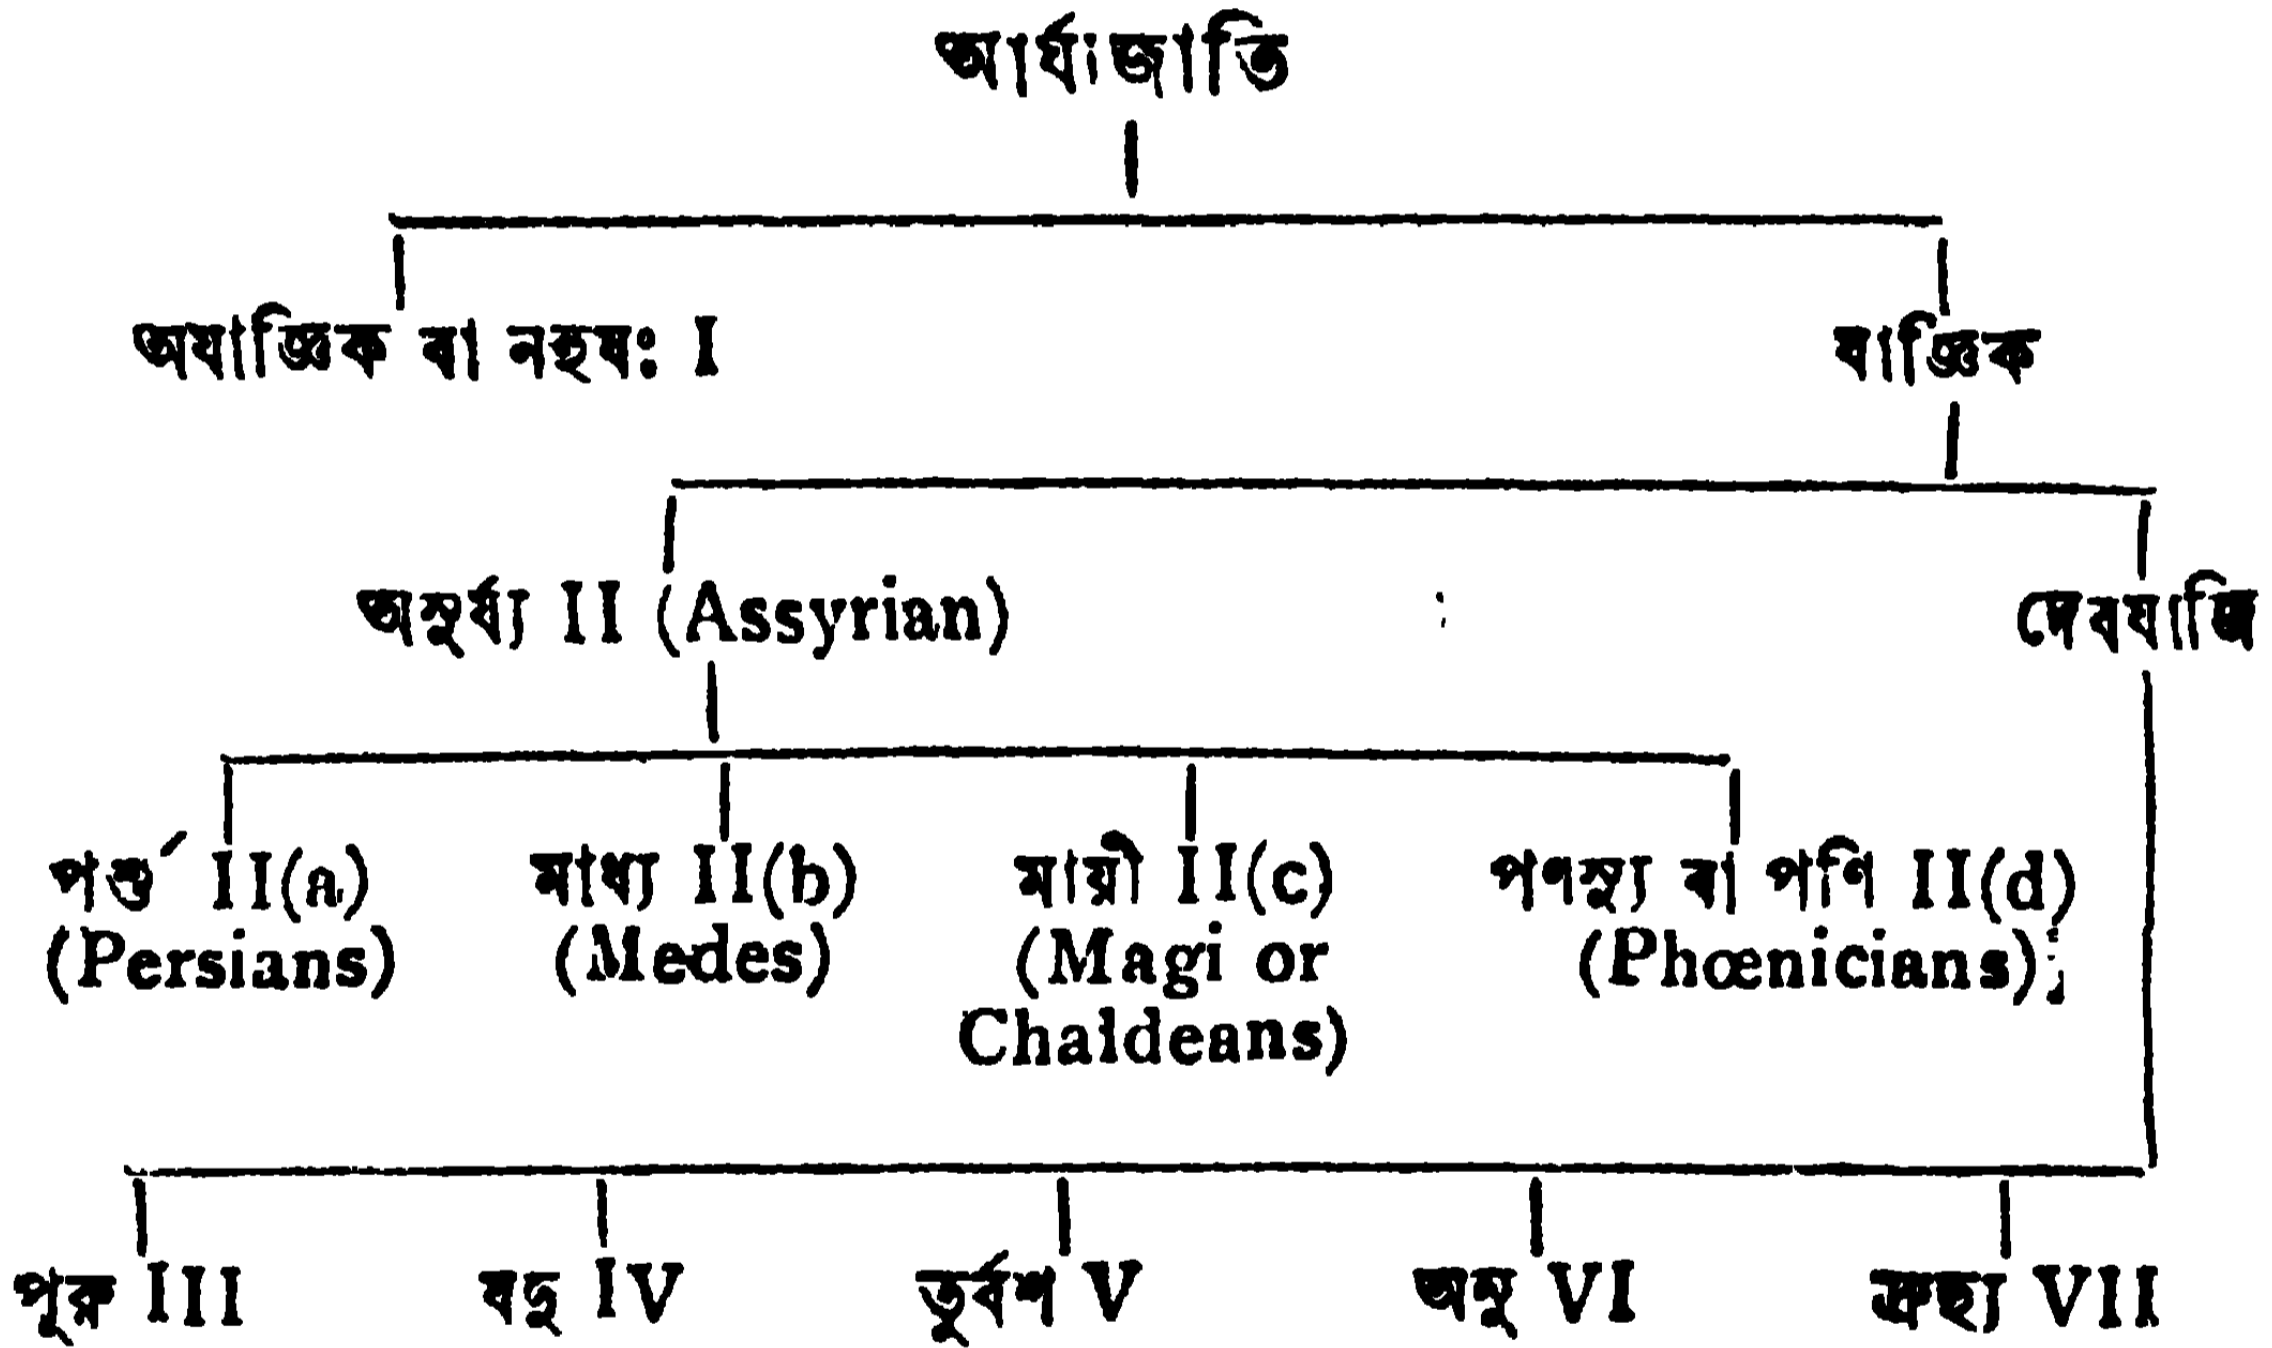 আর্য্যজাতি
অযাজ্ঞিক বা নহুষঃ I যাজ্ঞিক
অসুর্য্য II (Assyrian) দেবযাজি
পর্শু II(a) মাধ্য II(b) মায়ী II(c) পণস্যু বা পণি II(d)
(Persians) (Medes) (Magi or (Phœnicians)
Chaldeans)
পূরু III যদু IV তুর্বশ V অনু VI দ্রুহ্যু VII